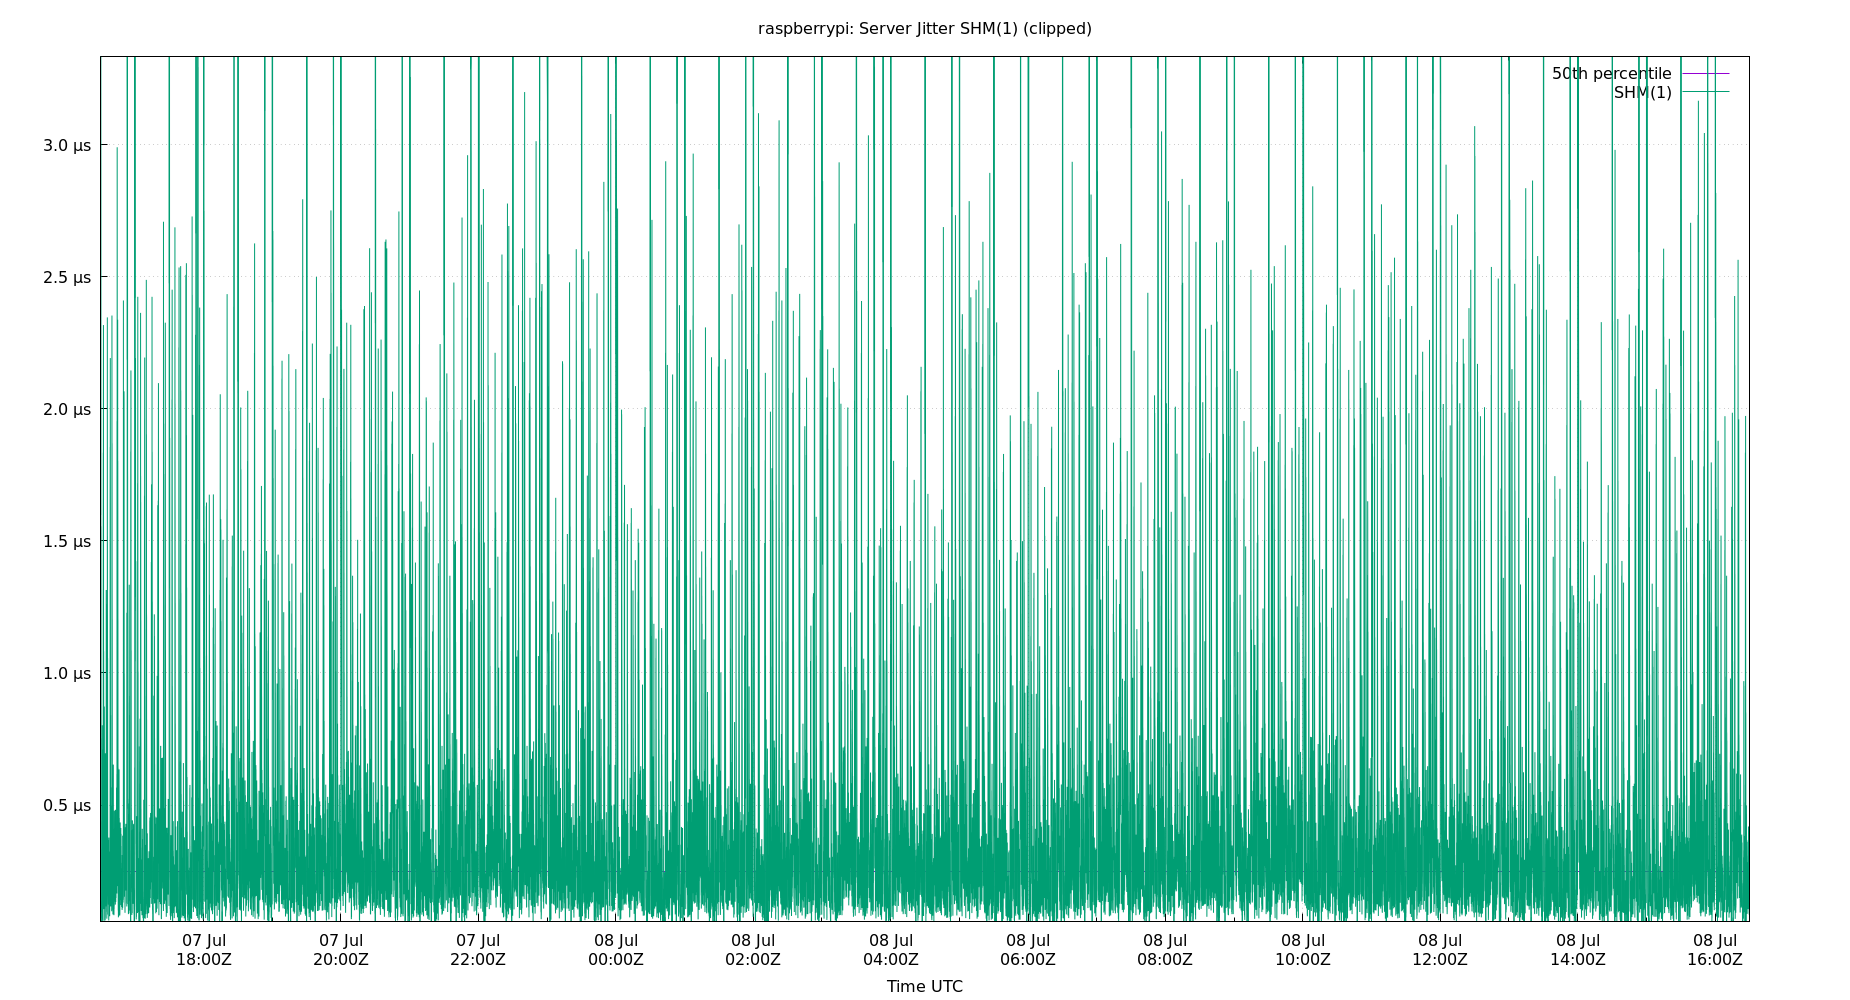 raspberrypi: Server Jitter SHM(1) (clipped)
50th percentile
SHM(1)
3.0 μs
2.5 μs
2.0 μs
1.5 μs
1.0 μs
0.5 μs
07 Jul 07 Jul 07 Jul 08 Jul 08 Jul 08 Jul 08 Jul 08 Jul 08 Jul 08 Jul 08 Jul 08 Jul
18:00Z 20:00Z 22:00Z 00:00Z 02:00Z 04:00Z 06:00Z 08:00Z 10:00Z 12:00Z 14:00Z 16:00Z
Time UTC